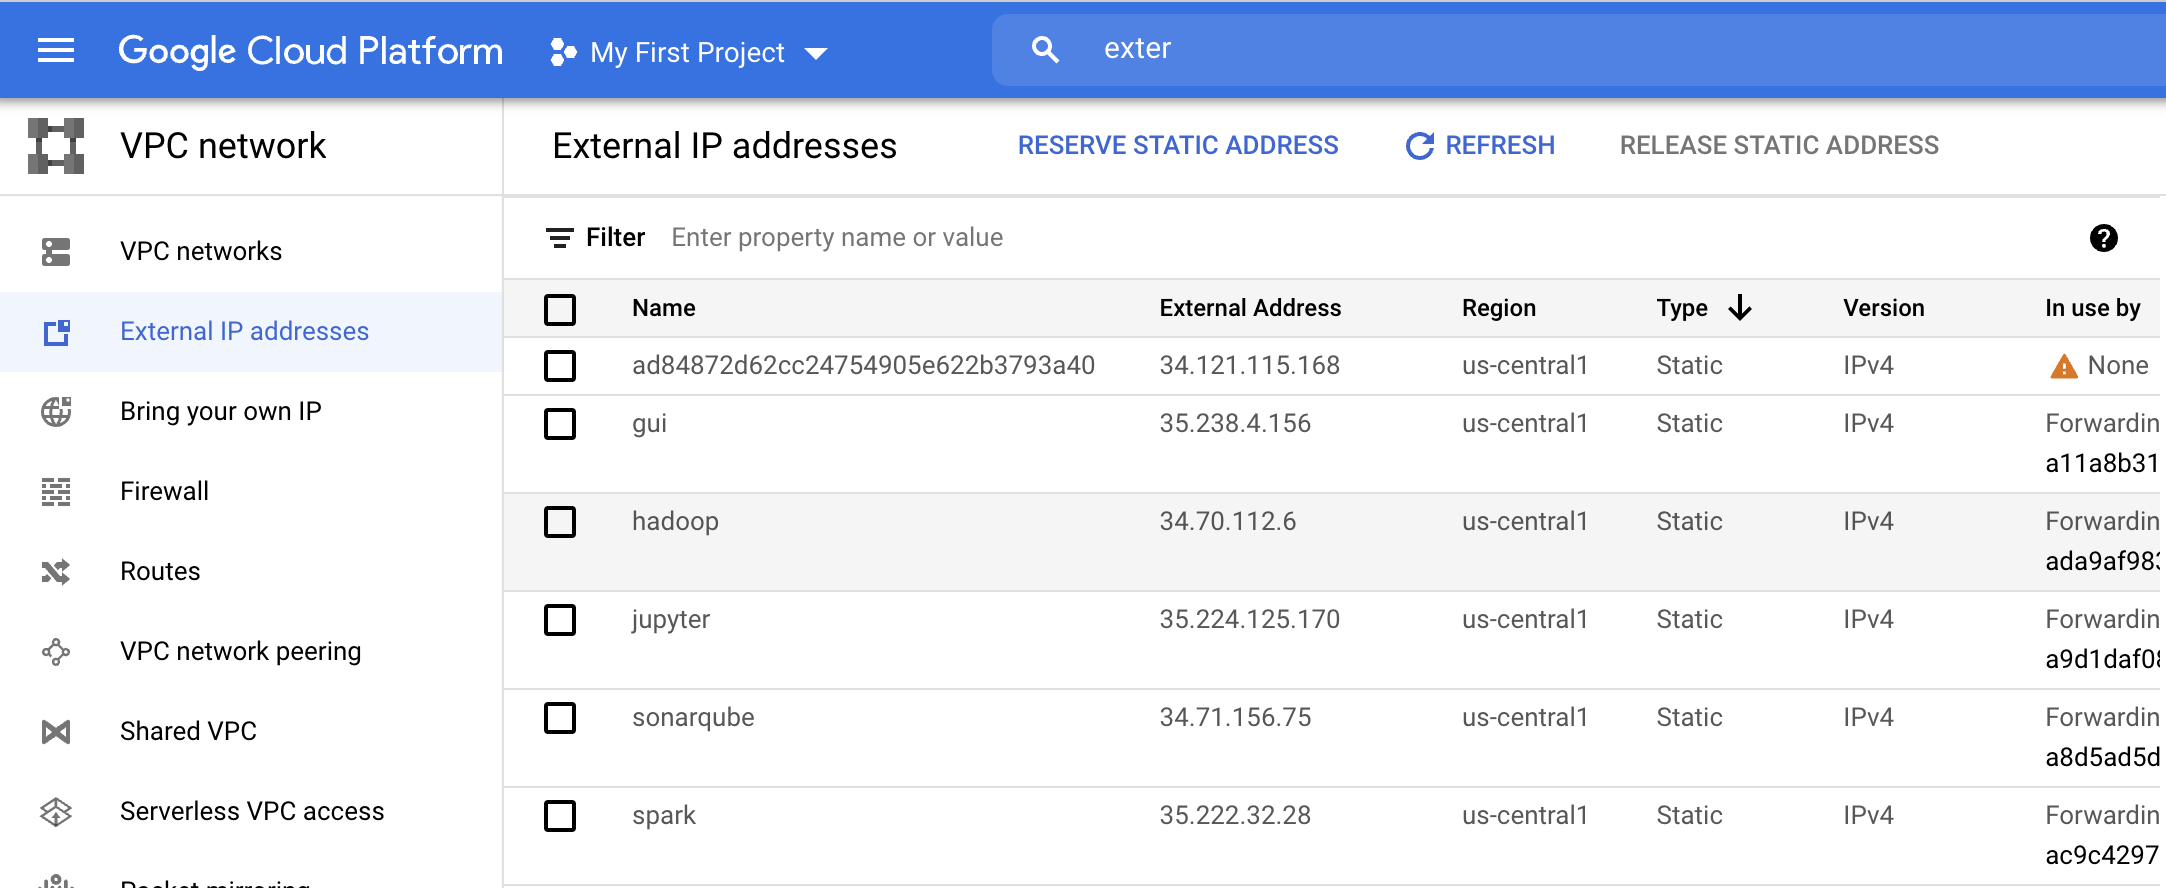 Google Cloud Platform My First Project exter
VPC network
External IP addresses RESERVE STATIC ADDRESS REFRESH RELEASE STATIC ADDRESS
VPC networks
External IP addresses
Bring your own IP
Firewall
Routes
VPC network peering
Shared VPC
Serverless VPC access
Packet mirroring
Filter Enter property name or value
Name External Address Region Type Version In use by
ad84872d62cc24754905e622b3793a40 34.121.115.168 us-central1 Static IPv4 None
gui 35.238.4.156 us-central1 Static IPv4 Forwardin
a11a8b31
hadoop 34.70.112.6 us-central1 Static IPv4 Forwardin
ada9af983
jupyter 35.224.125.170 us-central1 Static IPv4 Forwardin
a9d1daf08
sonarqube 34.71.156.75 us-central1 Static IPv4 Forwardin
a8d5ad5d
spark 35.222.32.28 us-central1 Static IPv4 Forwardin
ac9c4297